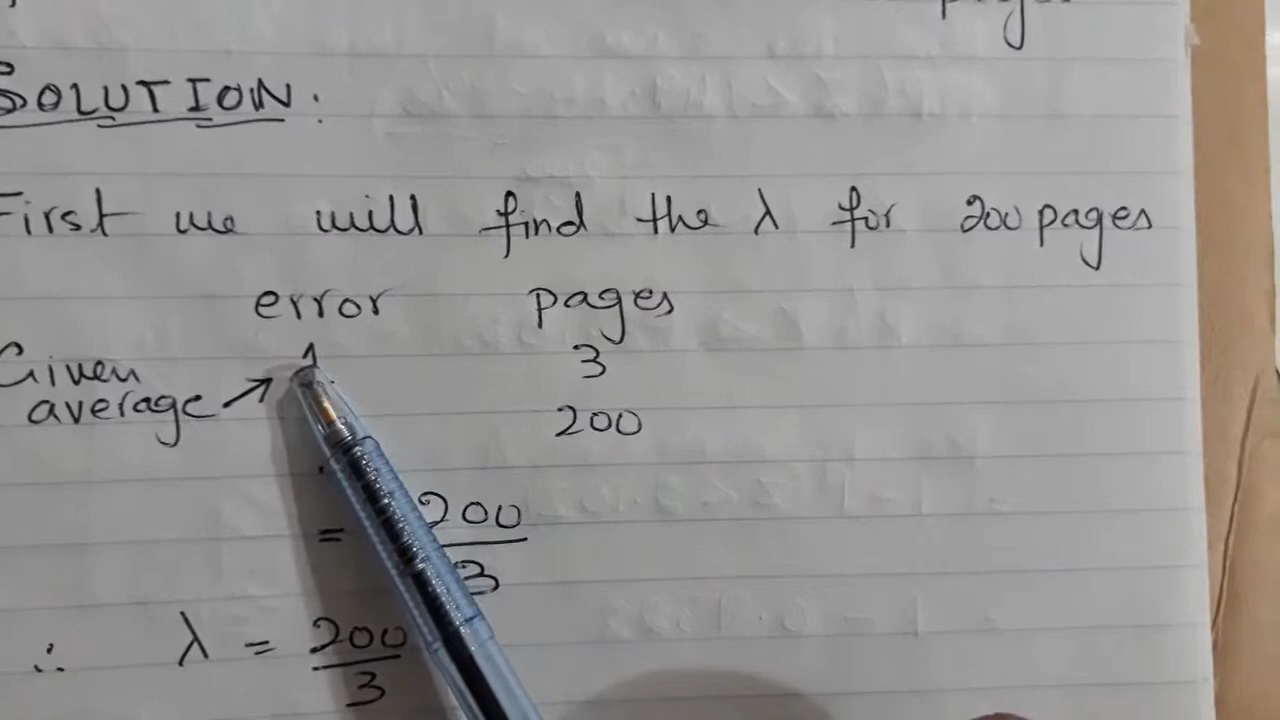 SOLUTION:
First we will find the λ for 200 pages
error pages
Given 1 3
average → 200
= 200
3
∴ λ = 200
3